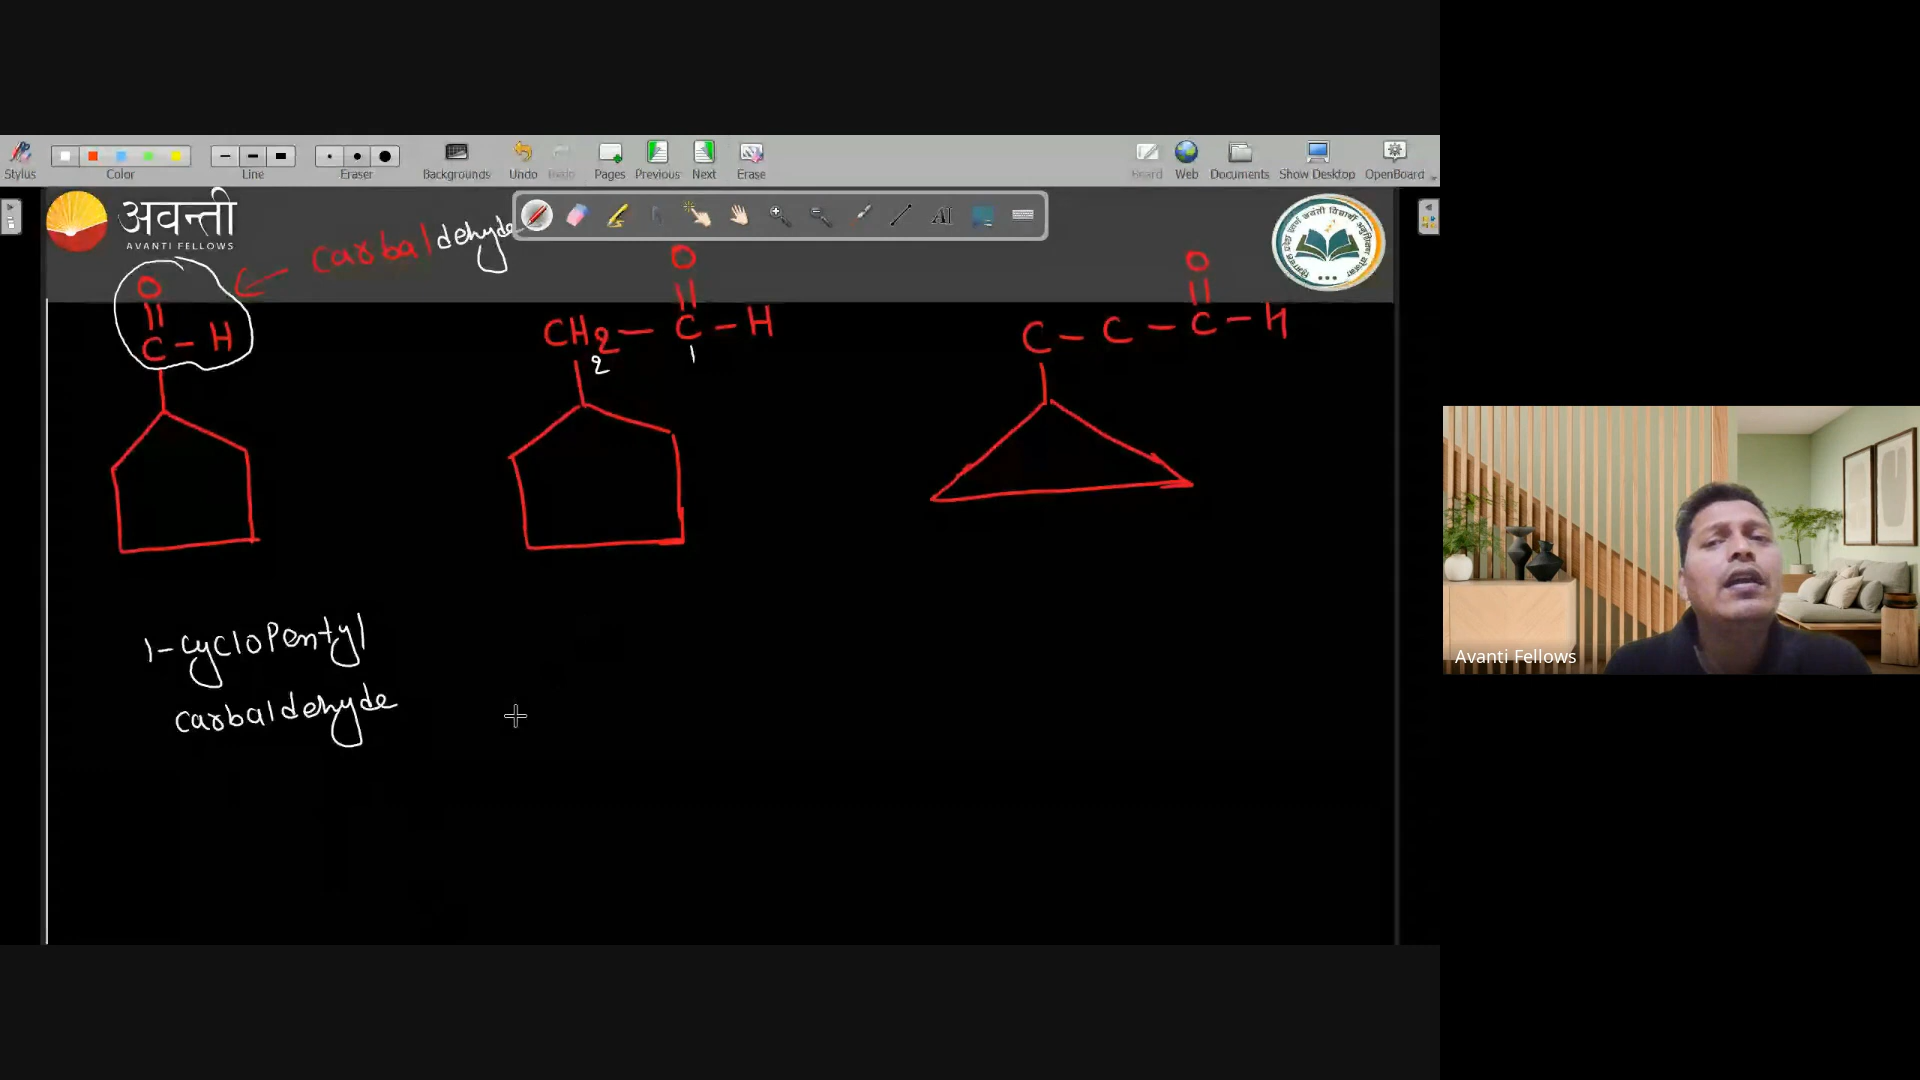 Stylus
Color
Line
Eraser
Backgrounds
Undo
Redo
Pages
Previous
Next
Erase
Board
Web
Documents
Show Desktop
OpenBoard
अवन्ती
AVANTI FELLOWS
carbaldehyde
O
C - H
O
CH2 - C - H
2 1
O
C - C - C - H
1-cyclopentyl
carbaldehyde
AI
Avanti Fellows